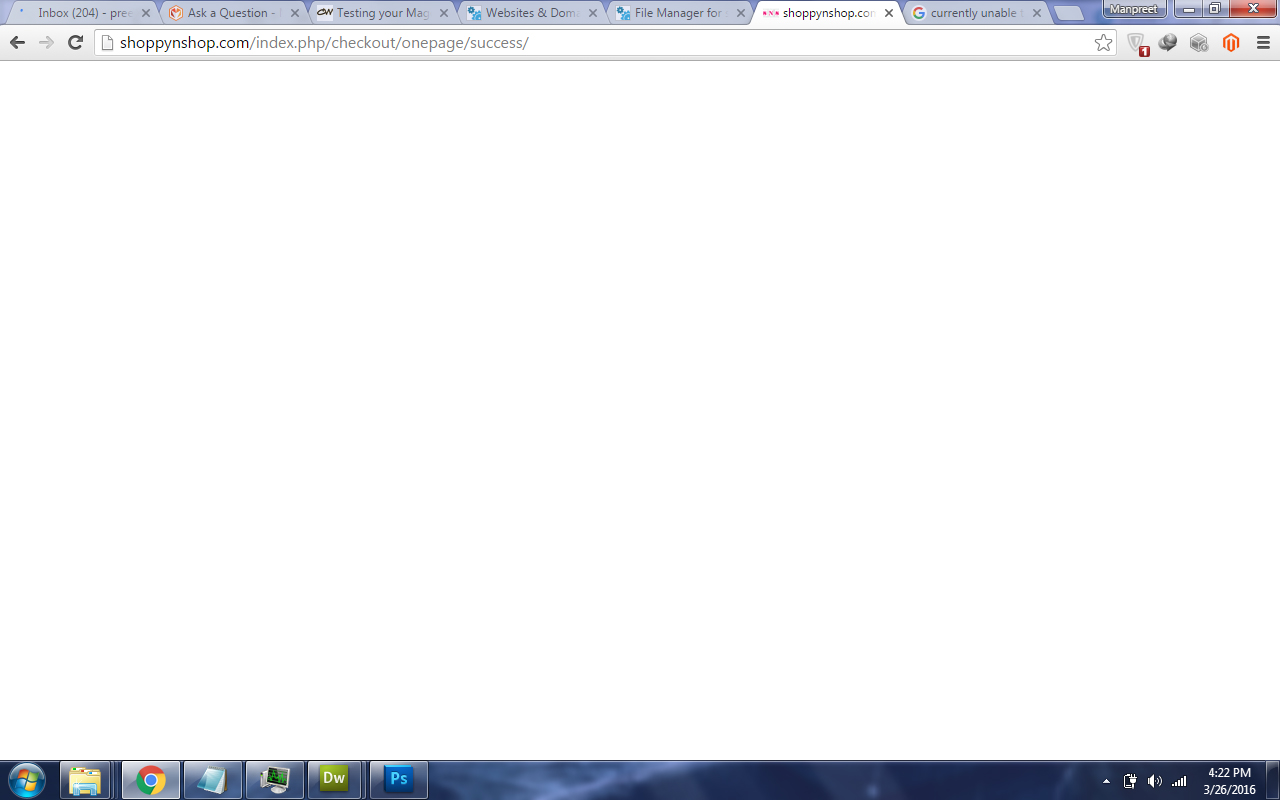 Inbox (204) - pree
Ask a Question -
Testing your Mag
Websites & Doma
File Manager for
shoppynshop.com
currently unable
Manpreet
shoppynshop.com/index.php/checkout/onepage/success/
1
Dw
Ps
4:22 PM
3/26/2016